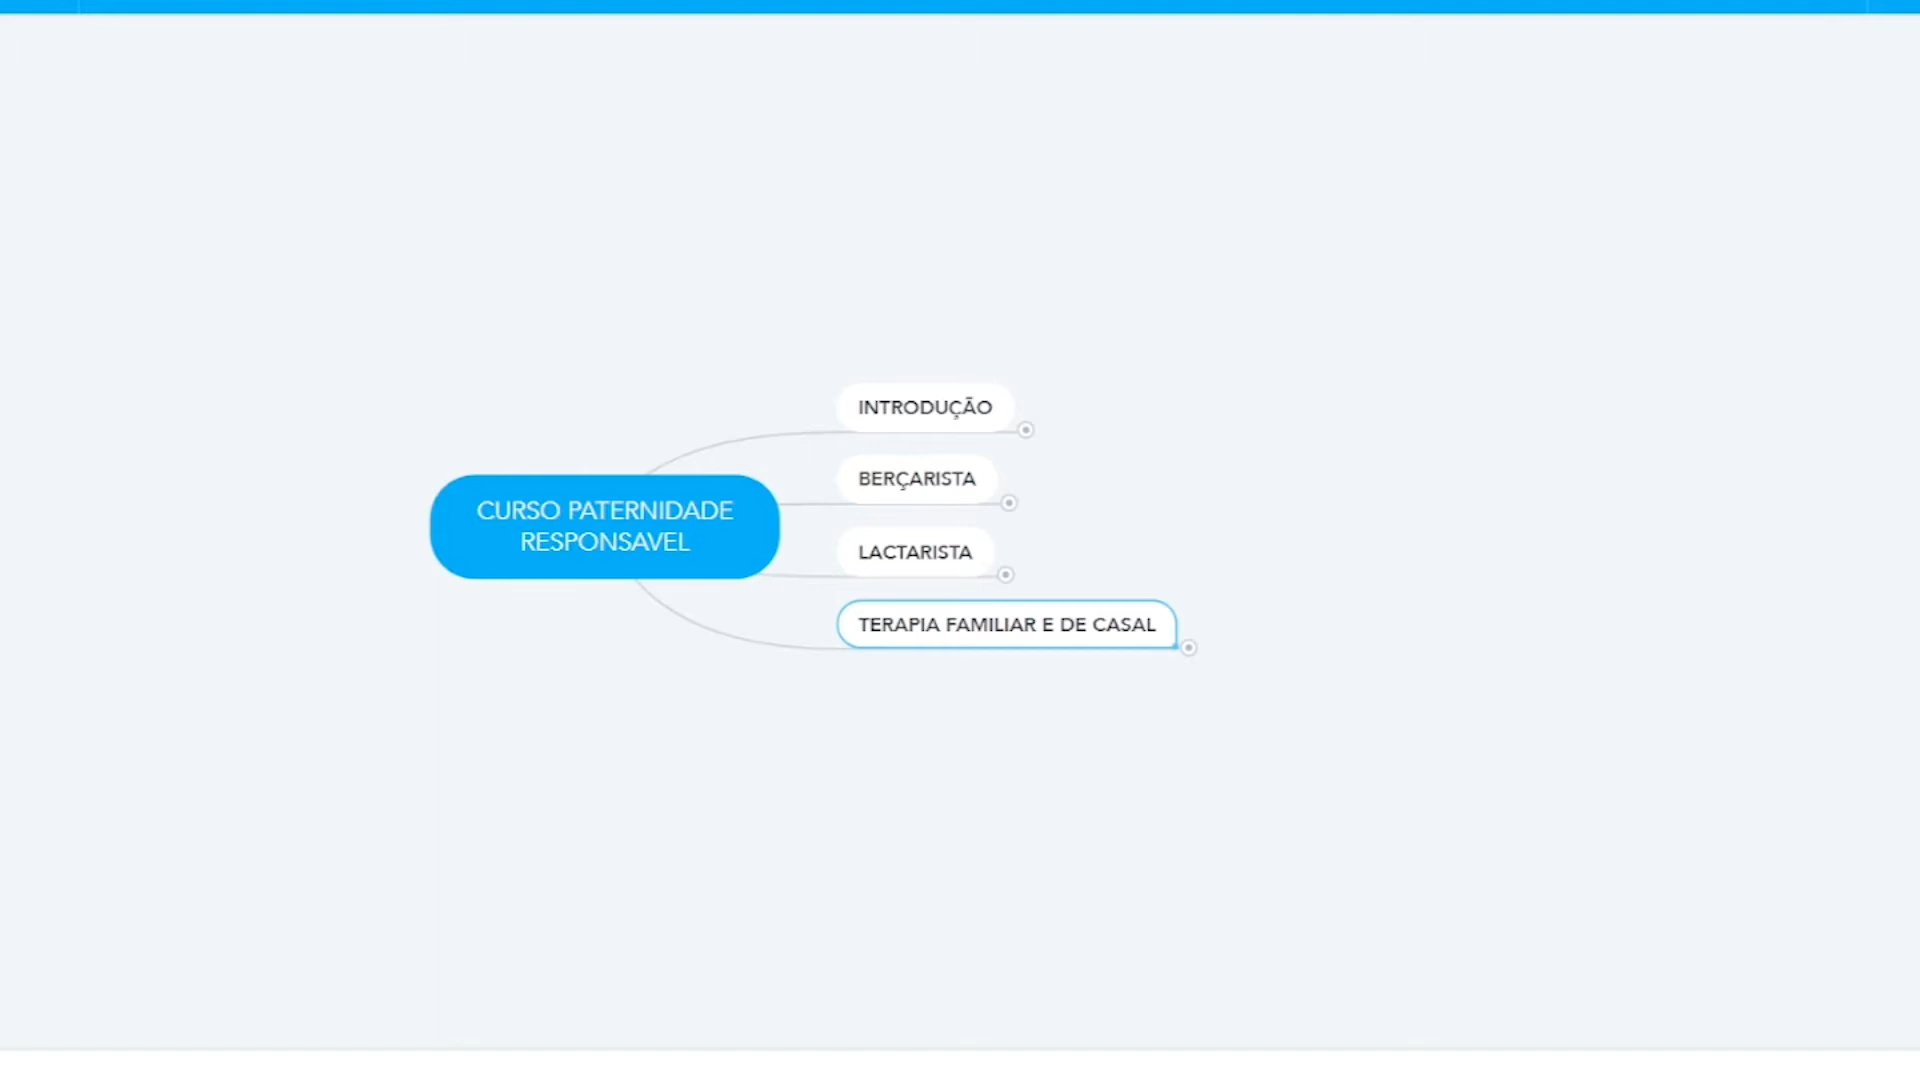 CURSO PATERNIDADE
RESPONSAVEL
INTRODUÇÃO
BERÇARISTA
LACTARISTA
TERAPIA FAMILIAR E DE CASAL